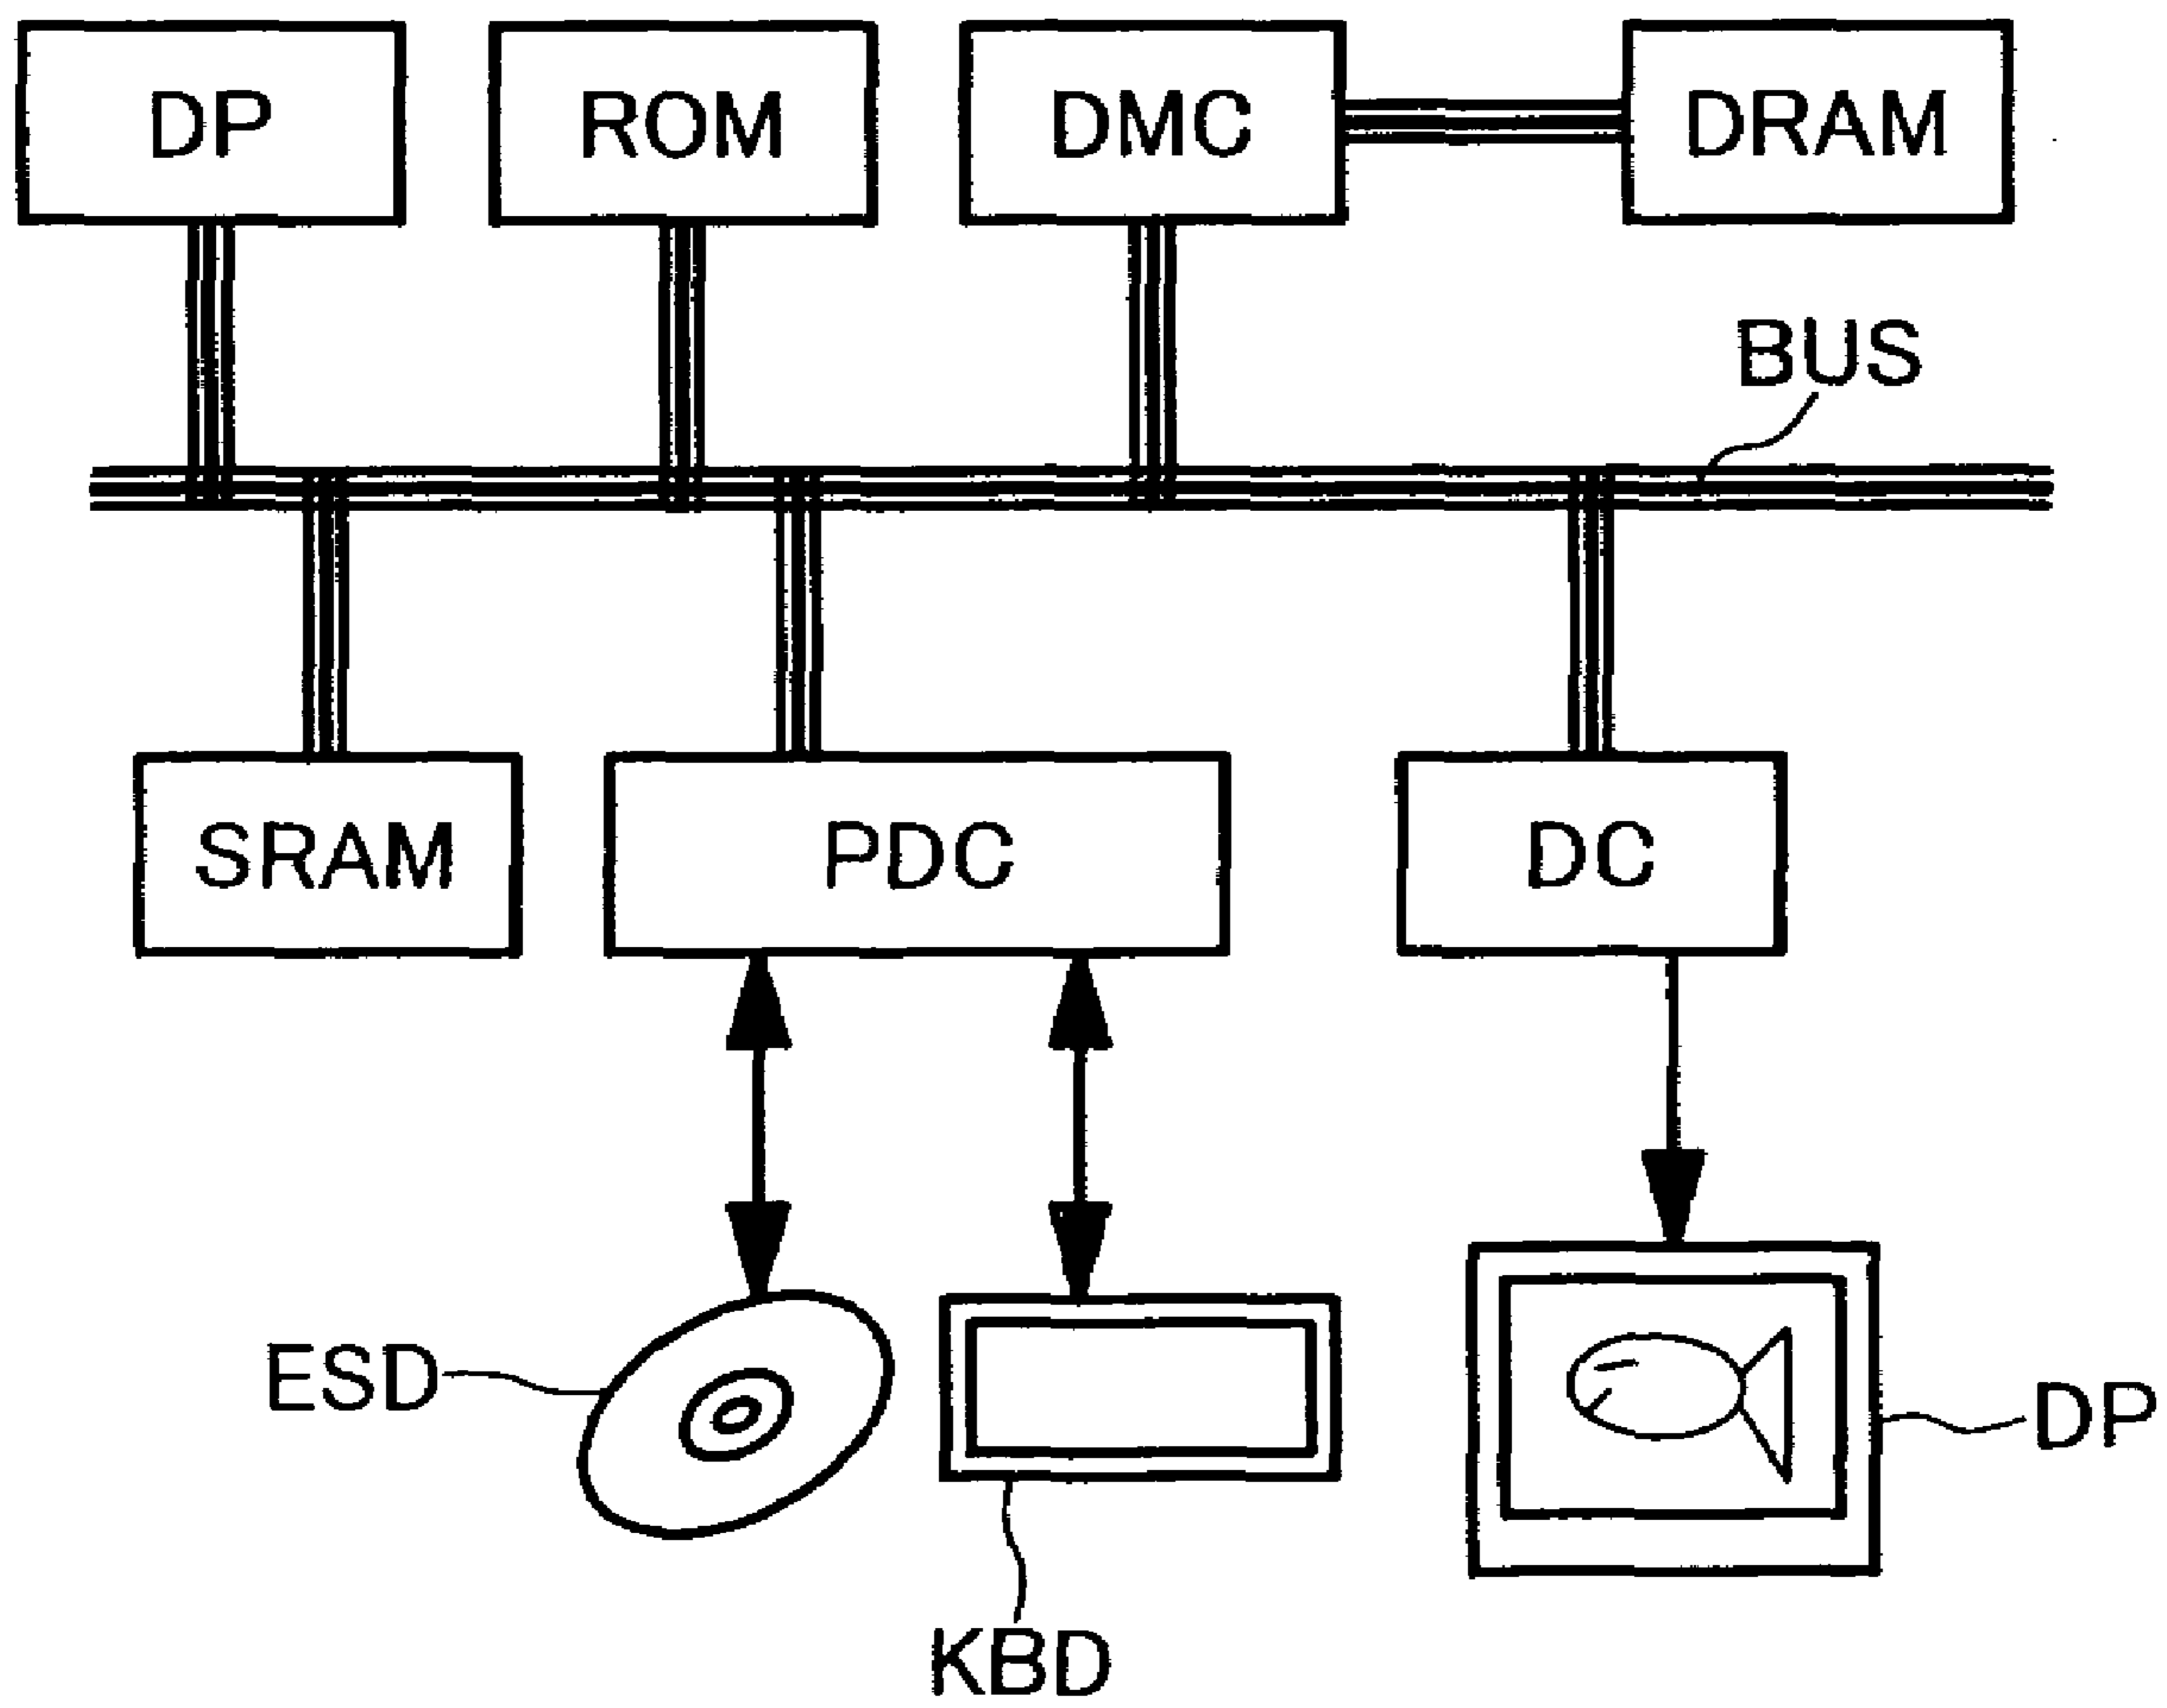 DP
ROM
DMC
DRAM
BUS
SRAM
PDC
DC
ESD
DP
KBD